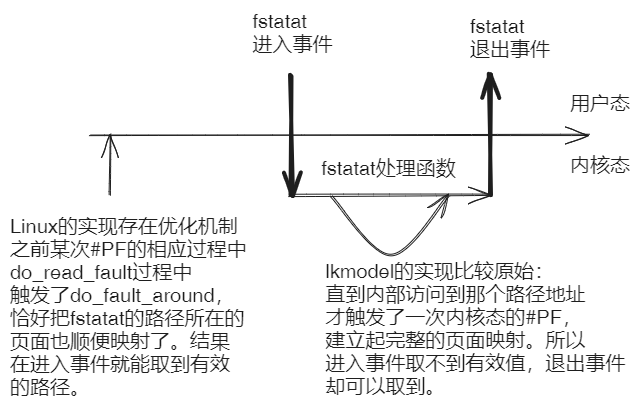 fstatat
进入事件
fstatat
退出事件
用户态
内核态
fstatat处理函数
Linux的实现存在优化机制
之前某次#PF的相应过程中
do_read_fault过程中
触发了do_fault_around，
恰好把fstatat的路径所在的
页面也顺便映射了。结果
在进入事件就能取到有效
的路径。
lkmodel的实现比较原始：
直到内部访问到那个路径地址
才触发了一次内核态的#PF，
建立起完整的页面映射。所以
进入事件取不到有效值，退出事件
却可以取到。